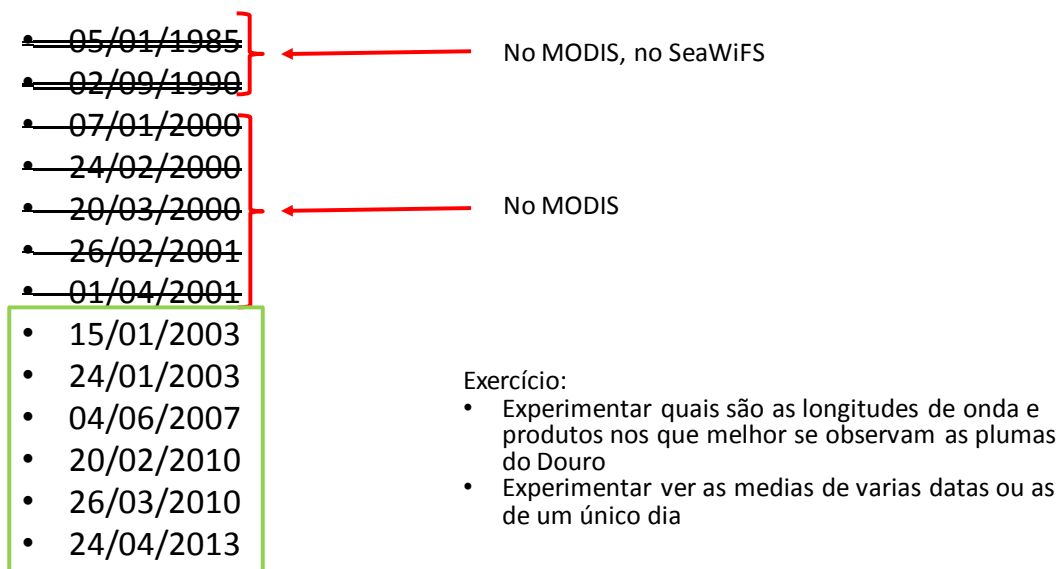 • 05/01/1985
• 02/09/1990
• 07/01/2000
• 24/02/2000
• 20/03/2000
• 26/02/2001
• 01/04/2001
• 15/01/2003
• 24/01/2003
• 04/06/2007
• 20/02/2010
• 26/03/2010
• 24/04/2013
No MODIS, no SeaWiFS
No MODIS
Exercício:
• Experimentar quais são as longitudes de onda e
produtos nos que melhor se observam as plumas
do Douro
• Experimentar ver as medias de varias datas ou as
de um único dia